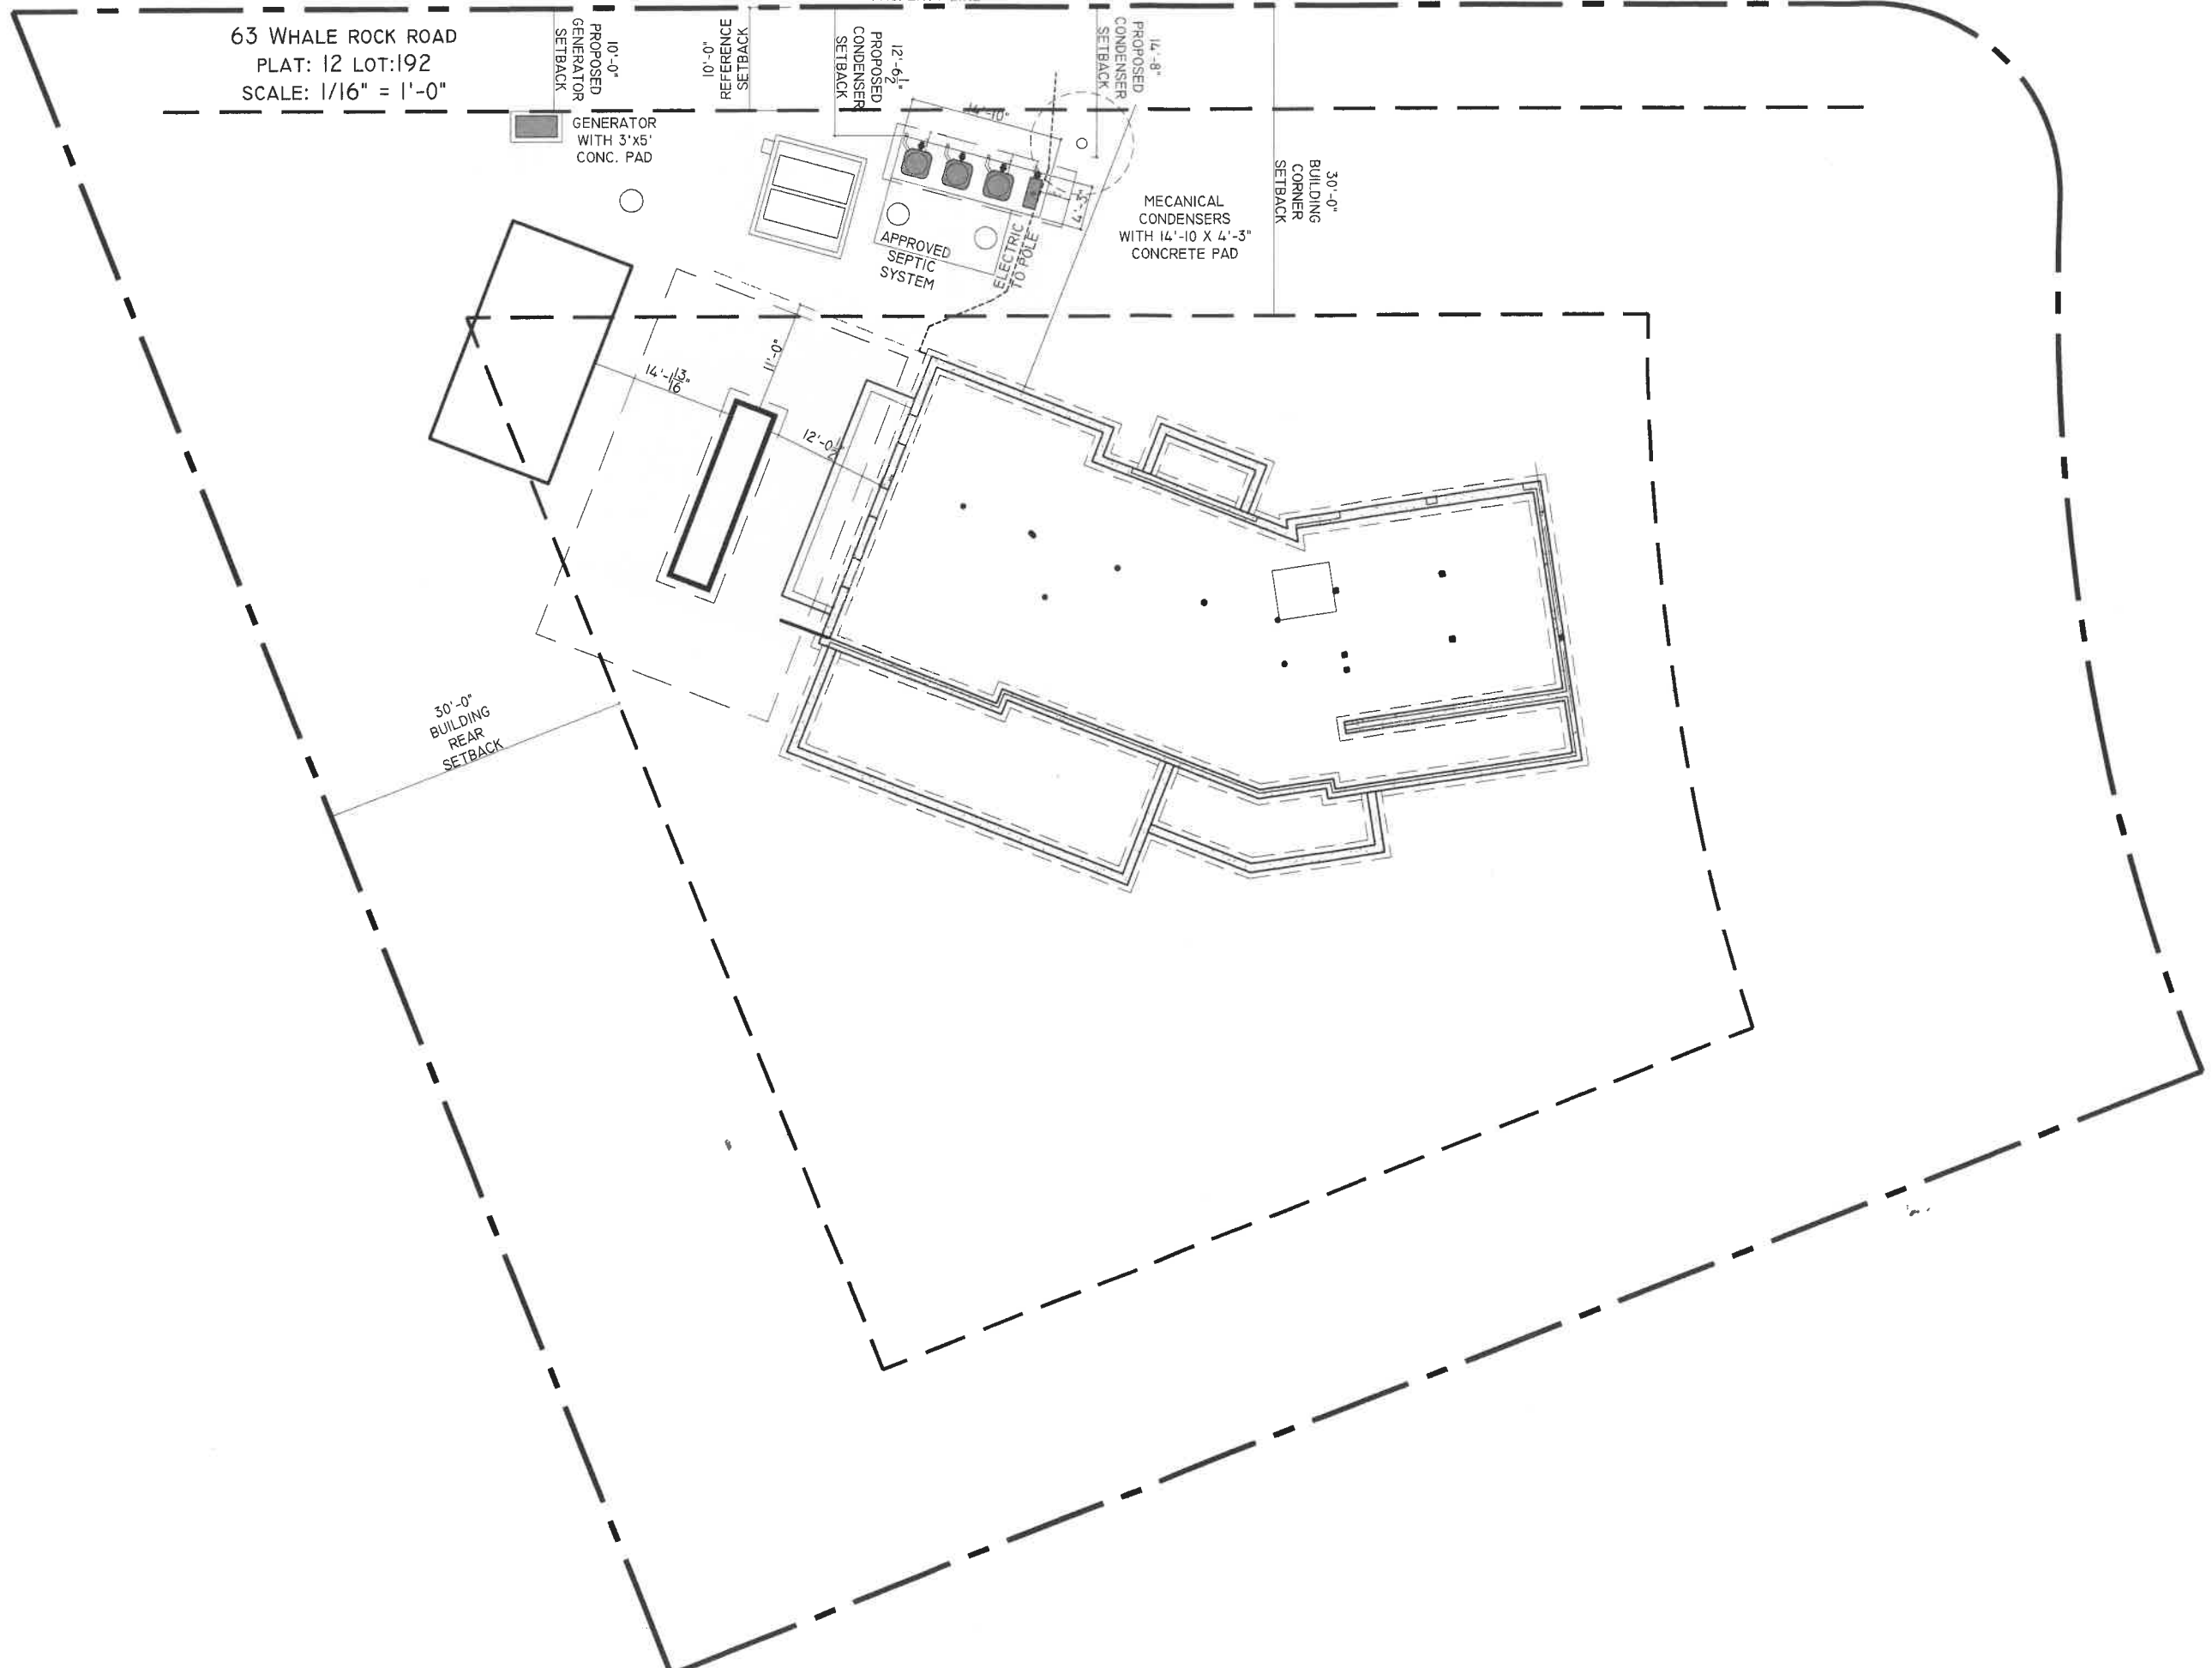 63 WHALE ROCK ROAD
PLAT: 12 LOT:192
SCALE: 1/16" = 1'-0"
10'-0"
PROPOSED
GENERATOR
SETBACK
10'-0"
REFERENCE
SETBACK
12'-6 1/2"
PROPOSED
CONDENSER
SETBACK
14'-8"
PROPOSED
CONDENSER
SETBACK
GENERATOR
WITH 3'x5'
CONC. PAD
14'-10"
4'-3"
30'-0"
BUILDING
CORNER
SETBACK
MECANICAL
CONDENSERS
WITH 14'-10 X 4'-3"
CONCRETE PAD
APPROVED
SEPTIC
SYSTEM
ELECTRIC
TO POLE
11'-0"
14'-1 13/16"
12'-0 1/2"
30'-0"
BUILDING
REAR
SETBACK